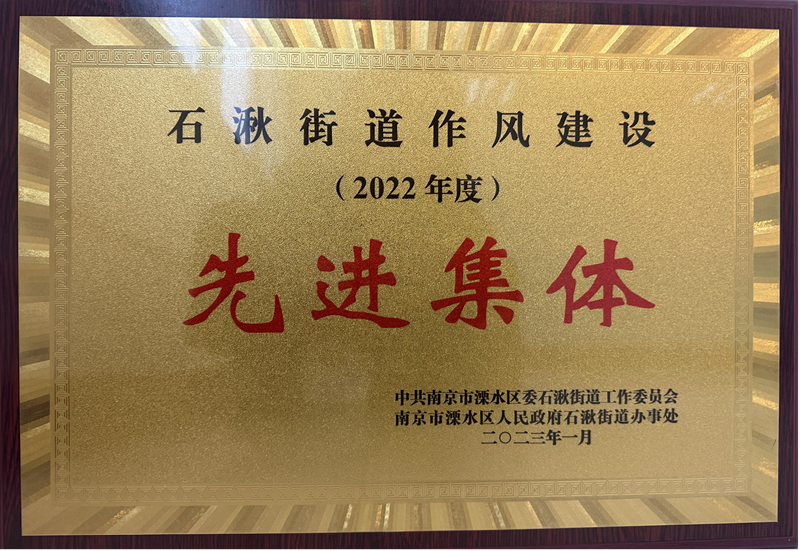 石湫街道作风建设
（2022年度）
先进集体
中共南京市溧水区委石湫街道工作委员会
南京市溧水区人民政府石湫街道办事处
二〇二三年一月